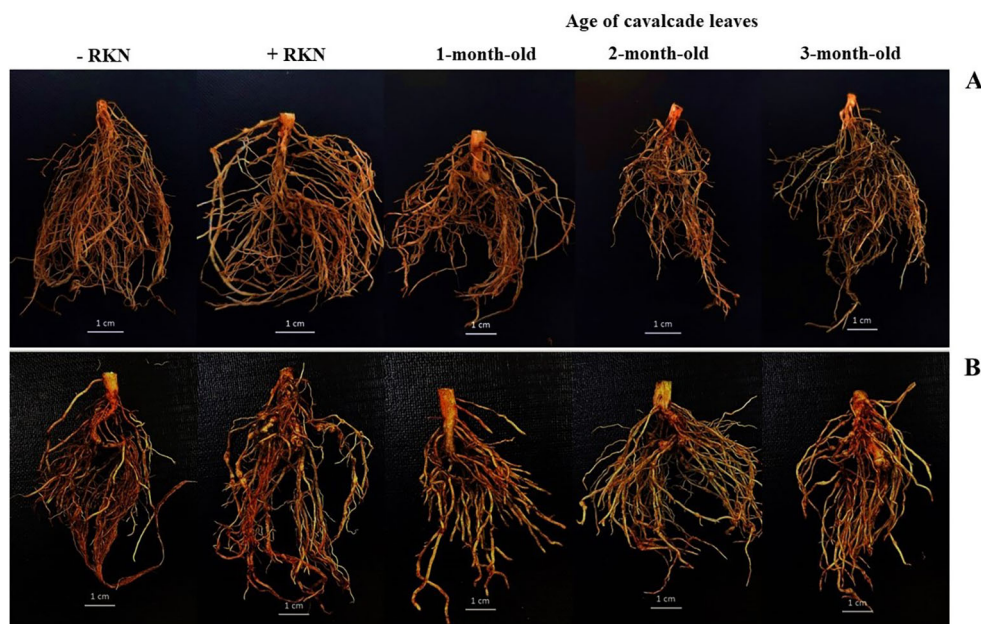 Age of cavalcade leaves
- RKN + RKN 1-month-old 2-month-old 3-month-old
A
1 cm 1 cm 1 cm 1 cm 1 cm
B
1 cm 1 cm 1 cm 1 cm 1 cm